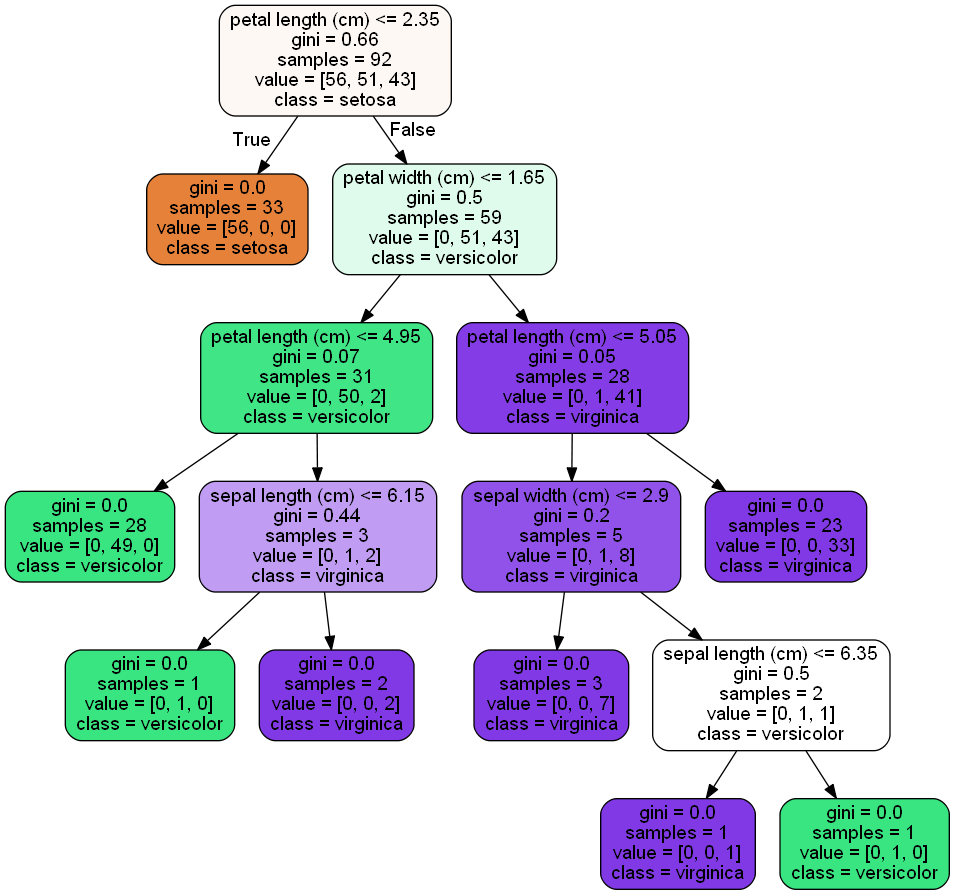 petal length (cm) <= 2.35
gini = 0.66
samples = 92
value = [56, 51, 43]
class = setosa
True
False
gini = 0.0
samples = 33
value = [56, 0, 0]
class = setosa
petal width (cm) <= 1.65
gini = 0.5
samples = 59
value = [0, 51, 43]
class = versicolor
petal length (cm) <= 4.95
gini = 0.07
samples = 31
value = [0, 50, 2]
class = versicolor
petal length (cm) <= 5.05
gini = 0.05
samples = 28
value = [0, 1, 41]
class = virginica
gini = 0.0
samples = 28
value = [0, 49, 0]
class = versicolor
sepal length (cm) <= 6.15
gini = 0.44
samples = 3
value = [0, 1, 2]
class = virginica
sepal width (cm) <= 2.9
gini = 0.2
samples = 5
value = [0, 1, 8]
class = virginica
gini = 0.0
samples = 23
value = [0, 0, 33]
class = virginica
gini = 0.0
samples = 1
value = [0, 1, 0]
class = versicolor
gini = 0.0
samples = 2
value = [0, 0, 2]
class = virginica
gini = 0.0
samples = 3
value = [0, 0, 7]
class = virginica
sepal length (cm) <= 6.35
gini = 0.5
samples = 2
value = [0, 1, 1]
class = versicolor
gini = 0.0
samples = 1
value = [0, 0, 1]
class = virginica
gini = 0.0
samples = 1
value = [0, 1, 0]
class = versicolor